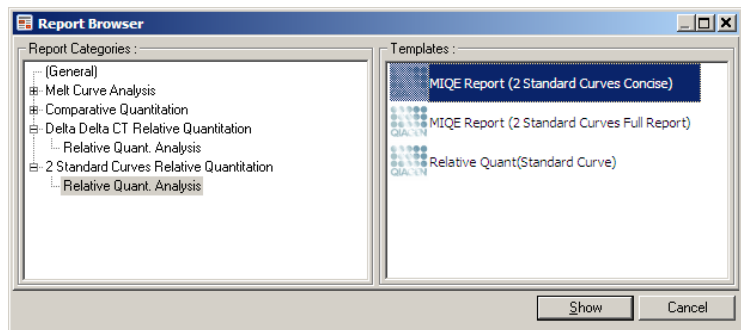 Report Browser
Report Categories :
(General)
Melt Curve Analysis
Comparative Quantitation
Delta Delta CT Relative Quantitation
Relative Quant. Analysis
2 Standard Curves Relative Quantitation
Relative Quant. Analysis
Templates :
MIQE Report (2 Standard Curves Concise)
QIAGEN
MIQE Report (2 Standard Curves Full Report)
QIAGEN
Relative Quant(Standard Curve)
Show
Cancel